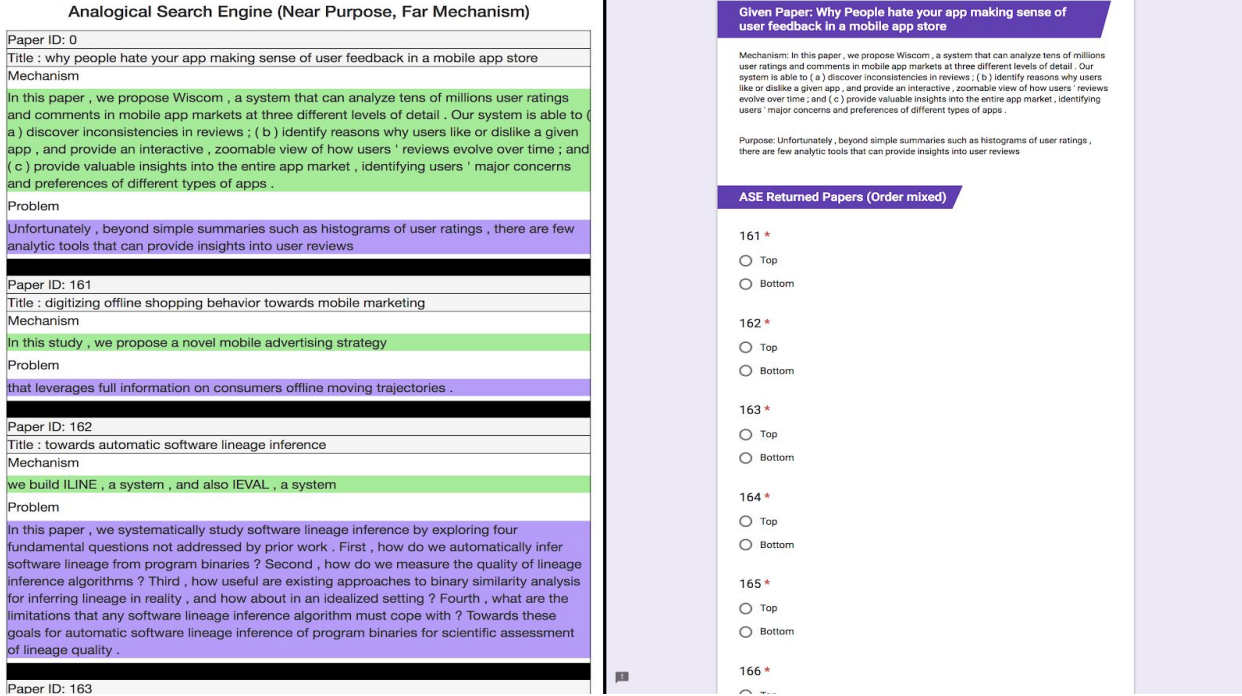 Analogical Search Engine (Near Purpose, Far Mechanism)
Paper ID: 0
Title : why people hate your app making sense of user feedback in a mobile app store
Mechanism
In this paper , we propose Wiscom , a system that can analyze tens of millions user ratings
and comments in mobile app markets at three different levels of detail . Our system is able to (
a ) discover inconsistencies in reviews ; ( b ) identify reasons why users like or dislike a given
app , and provide an interactive , zoomable view of how users ' reviews evolve over time ; and
( c ) provide valuable insights into the entire app market , identifying users ' major concerns
and preferences of different types of apps .
Problem
Unfortunately , beyond simple summaries such as histograms of user ratings , there are few
analytic tools that can provide insights into user reviews
Paper ID: 161
Title : digitizing offline shopping behavior towards mobile marketing
Mechanism
In this study , we propose a novel mobile advertising strategy
Problem
that leverages full information on consumers offline moving trajectories .
Paper ID: 162
Title : towards automatic software lineage inference
Mechanism
we build ILINE , a system , and also IEVAL , a system
Problem
In this paper , we systematically study software lineage inference by exploring four
fundamental questions not addressed by prior work . First , how do we automatically infer
software lineage from program binaries ? Second , how do we measure the quality of lineage
inference algorithms ? Third , how useful are existing approaches to binary similarity analysis
for inferring lineage in reality , and how about in an idealized setting ? Fourth , what are the
limitations that any software lineage inference algorithm must cope with ? Towards these
goals for automatic software lineage inference of program binaries for scientific assessment
of lineage quality .
Paper ID: 163
Given Paper: Why People hate your app making sense of
user feedback in a mobile app store
Mechanism: In this paper , we propose Wiscom , a system that can analyze tens of millions
user ratings and comments in mobile app markets at three different levels of detail . Our
system is able to ( a ) discover inconsistencies in reviews ; ( b ) identify reasons why users
like or dislike a given app , and provide an interactive , zoomable view of how users ' reviews
evolve over time ; and ( c ) provide valuable insights into the entire app market , identifying
users ' major concerns and preferences of different types of apps .
Purpose: Unfortunately , beyond simple summaries such as histograms of user ratings ,
there are few analytic tools that can provide insights into user reviews
ASE Returned Papers (Order mixed)
161 *
Top
Bottom
162 *
Top
Bottom
163 *
Top
Bottom
164 *
Top
Bottom
165 *
Top
Bottom
166 *
Top